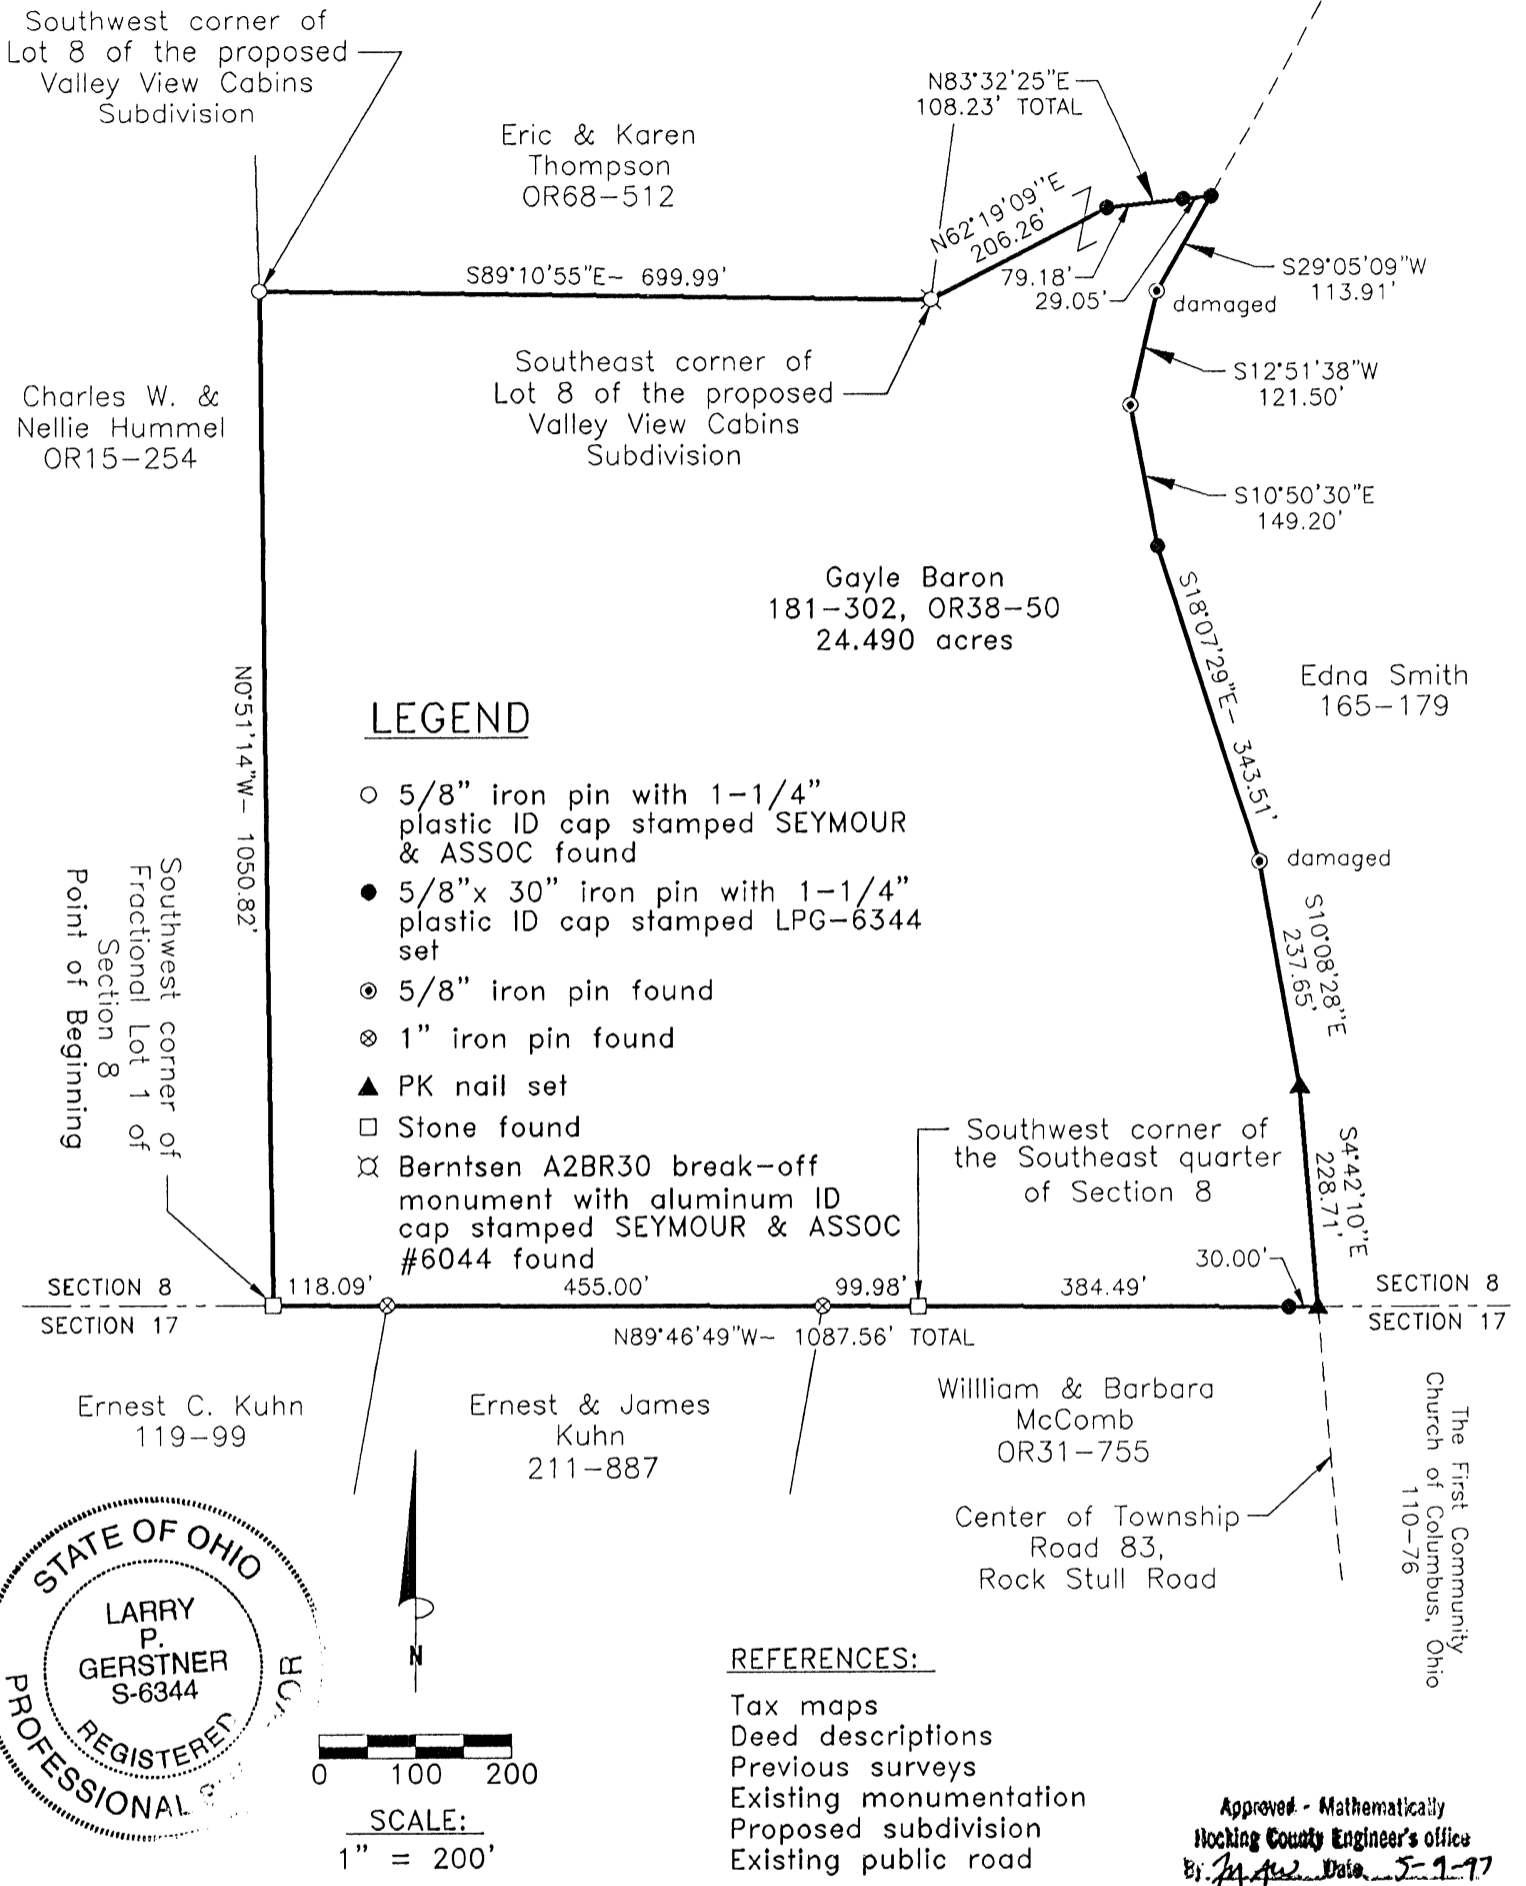 Southwest corner of
Lot 8 of the proposed
Valley View Cabins
Subdivision
Eric & Karen
Thompson
OR68-512
N83°32'25"E
108.23' TOTAL
N62°19'09"E
206.26'
79.18'
29.05'
S29°05'09"W
113.91'
damaged
S89°10'55"E- 699.99'
Southeast corner of
Lot 8 of the proposed
Valley View Cabins
Subdivision
S12°51'38"W
121.50'
Charles W. &
Nellie Hummel
OR15-254
S10°50'30"E
149.20'
Gayle Baron
181-302, OR38-50
24.490 acres
S18°07'29"E- 343.51'
Edna Smith
165-179
N0°51'14"W- 1050.82'
LEGEND
5/8" iron pin with 1-1/4"
plastic ID cap stamped SEYMOUR
& ASSOC found
5/8"x 30" iron pin with 1-1/4"
plastic ID cap stamped LPG-6344
set
5/8" iron pin found
1" iron pin found
PK nail set
Stone found
Berntsen A2BR30 break-off
monument with aluminum ID
cap stamped SEYMOUR & ASSOC
#6044 found
damaged
S10°08'28"E
237.65'
Southwest corner of
Fractional Lot 1 of
Section 8
Point of Beginning
Southwest corner of
the Southeast quarter
of Section 8
S4°42'10"E
228.71'
30.00'
SECTION 8
SECTION 17
118.09'
455.00'
99.98'
384.49'
SECTION 8
SECTION 17
N89°46'49"W- 1087.56' TOTAL
Ernest C. Kuhn
119-99
Ernest & James
Kuhn
211-887
Willliam & Barbara
McComb
OR31-755
Center of Township
Road 83,
Rock Stull Road
The First Community
Church of Columbus, Ohio
110-76
STATE OF OHIO
LARRY
P.
GERSTNER
S-6344
REGISTERED
PROFESSIONAL
N
0 100 200
SCALE:
1" = 200'
REFERENCES:
Tax maps
Deed descriptions
Previous surveys
Existing monumentation
Proposed subdivision
Existing public road
Approved - Mathematically
Hocking County Engineer's office
By. Date. 5-9-97